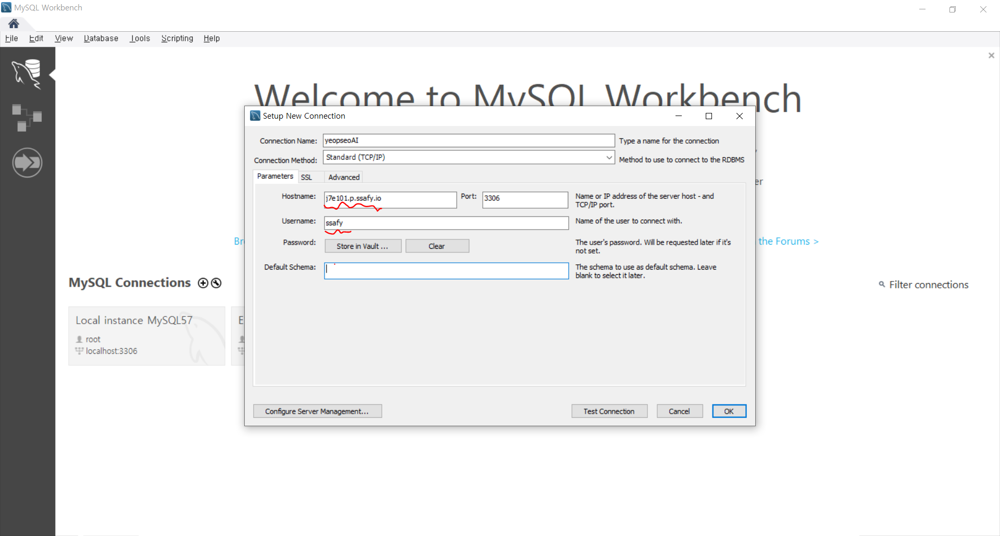 MySQL Workbench
File Edit View Database Tools Scripting Help
Welcome to MySQL Workbench
Setup New Connection
Connection Name: yeopseoAI Type a name for the connection
Connection Method: Standard (TCP/IP) Method to use to connect to the RDBMS
Parameters SSL Advanced
Hostname: j7e101.p.ssafy.io Port: 3306 Name or IP address of the server host - and
TCP/IP port.
Username: ssafy Name of the user to connect with.
Password: Store in Vault ... Clear The user's password. Will be requested later if it's
not set.
Default Schema: The schema to use as default schema. Leave
blank to select it later.
Configure Server Management... Test Connection Cancel OK
er
Br
the Forums >
MySQL Connections
Filter connections
Local instance MySQL57
root
localhost:3306
E